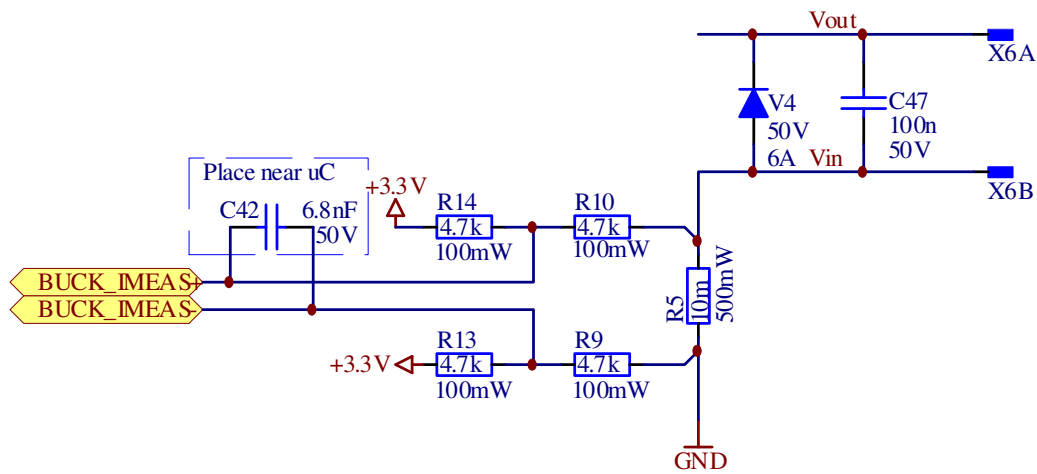 Vout
X6A
V4
50V
6A
C47
100n
50V
Vin
X6B
Place near uC
C42
6.8nF
50V
+3.3V
R14
4.7k
100mW
R10
4.7k
100mW
BUCK_IMEAS+
BUCK_IMEAS-
R5
10m
500mW
+3.3V
R13
4.7k
100mW
R9
4.7k
100mW
GND